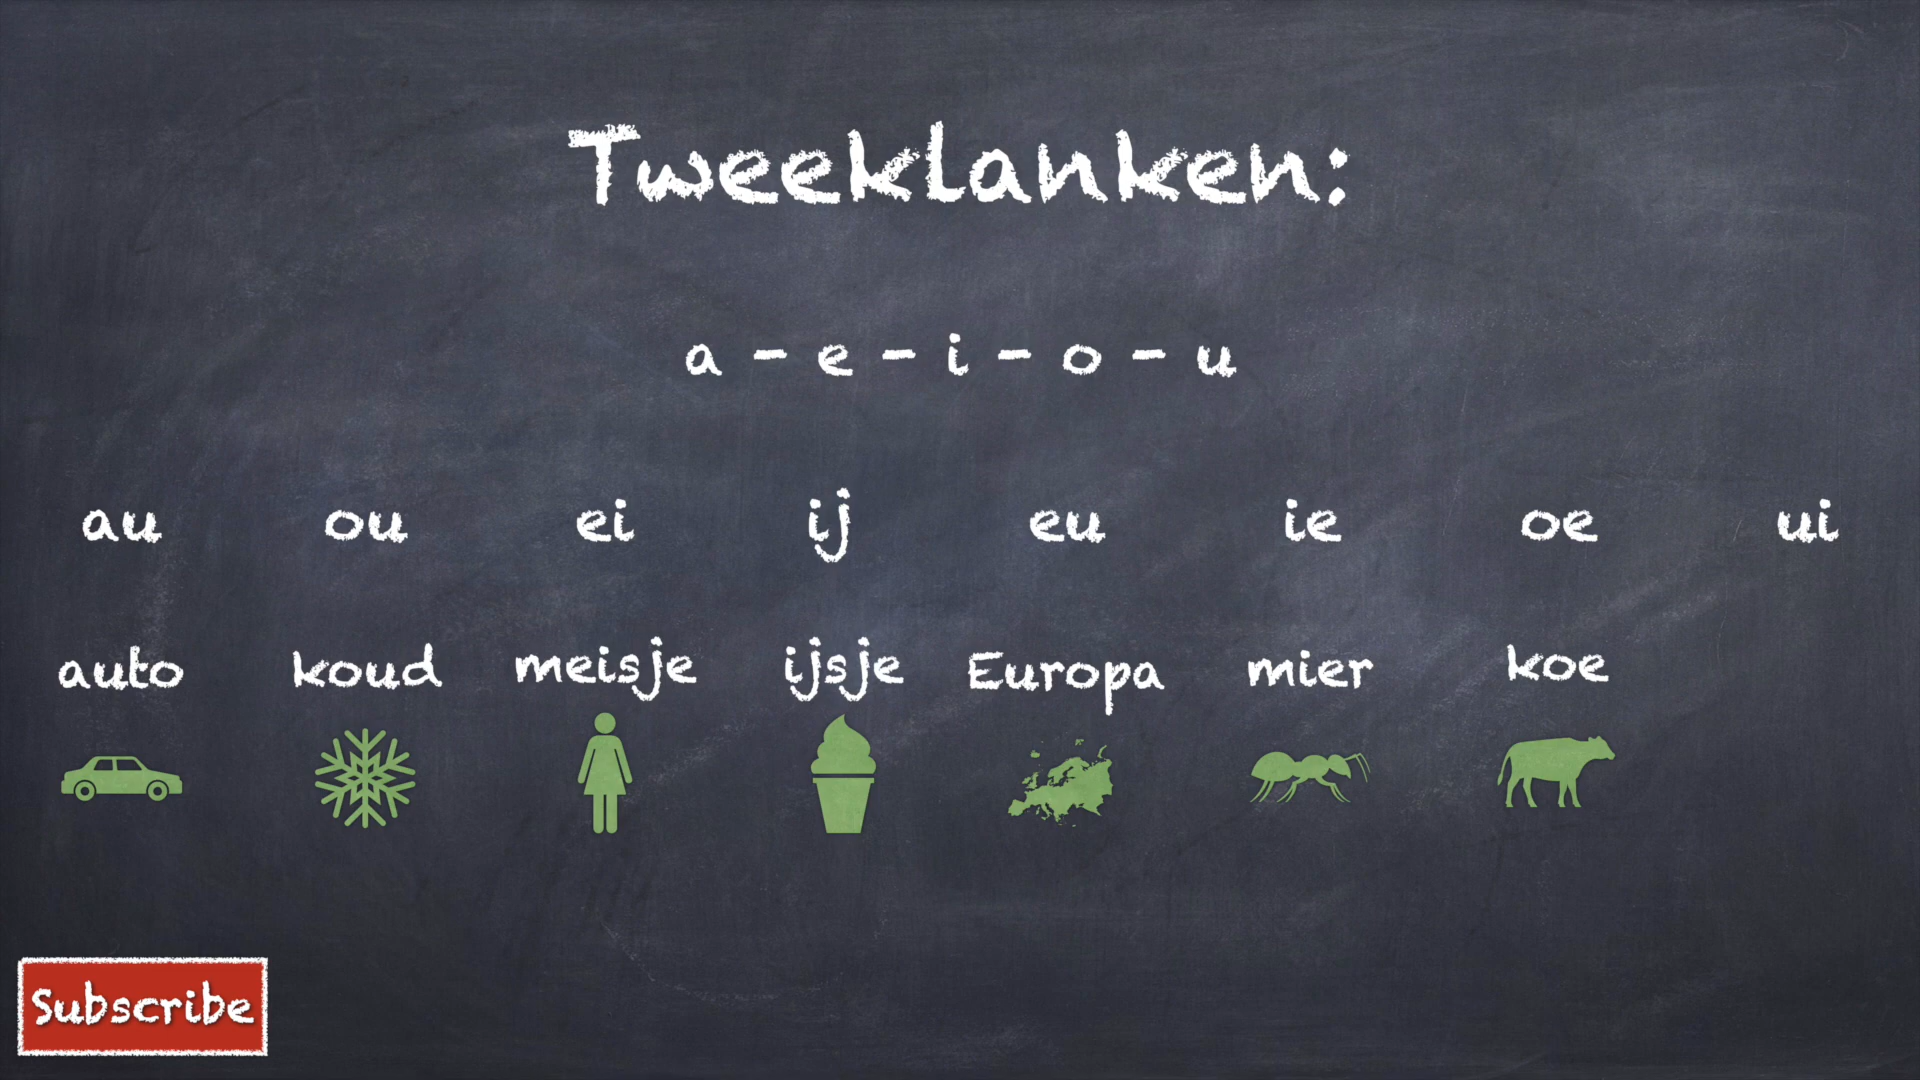 Tweeklanken:
a - e - i - o - u
au ou ei ij eu ie oe ui
auto koud meisje ijsje Europa mier koe
Subscribe